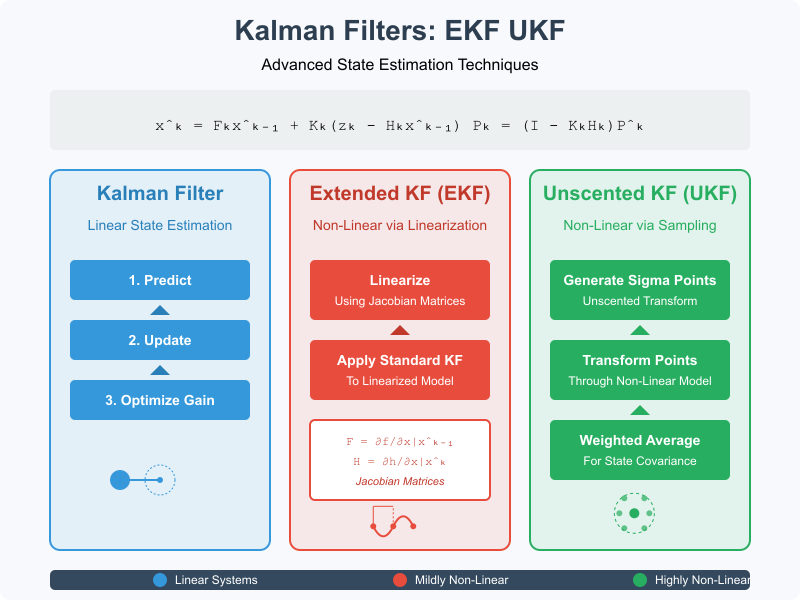 Kalman Filters: EKF UKF
Advanced State Estimation Techniques
xˆₖ = Fₖxˆₖ₋₁ + Kₖ(zₖ − Hₖxˆₖ₋₁) Pₖ = (I − KₖHₖ)Pˆₖ
Kalman Filter
Linear State Estimation
1. Predict
2. Update
3. Optimize Gain
Extended KF (EKF)
Non-Linear via Linearization
Linearize
Using Jacobian Matrices
Apply Standard KF
To Linearized Model
F = ∂f/∂x|xˆₖ₋₁
H = ∂h/∂x|xˆₖ
Jacobian Matrices
Unscented KF (UKF)
Non-Linear via Sampling
Generate Sigma Points
Unscented Transform
Transform Points
Through Non-Linear Model
Weighted Average
For State Covariance
Linear Systems
Mildly Non-Linear
Highly Non-Linear